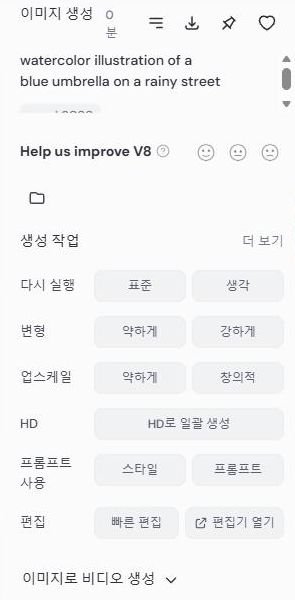 이미지 생성
0
분
watercolor illustration of a
blue umbrella on a rainy street
Help us improve V8
생성 작업 더 보기
다시 실행 표준 생각
변형 약하게 강하게
업스케일 약하게 창의적
HD HD로 일괄 생성
프롬프트
사용 스타일 프롬프트
편집 빠른 편집 편집기 열기
이미지로 비디오 생성